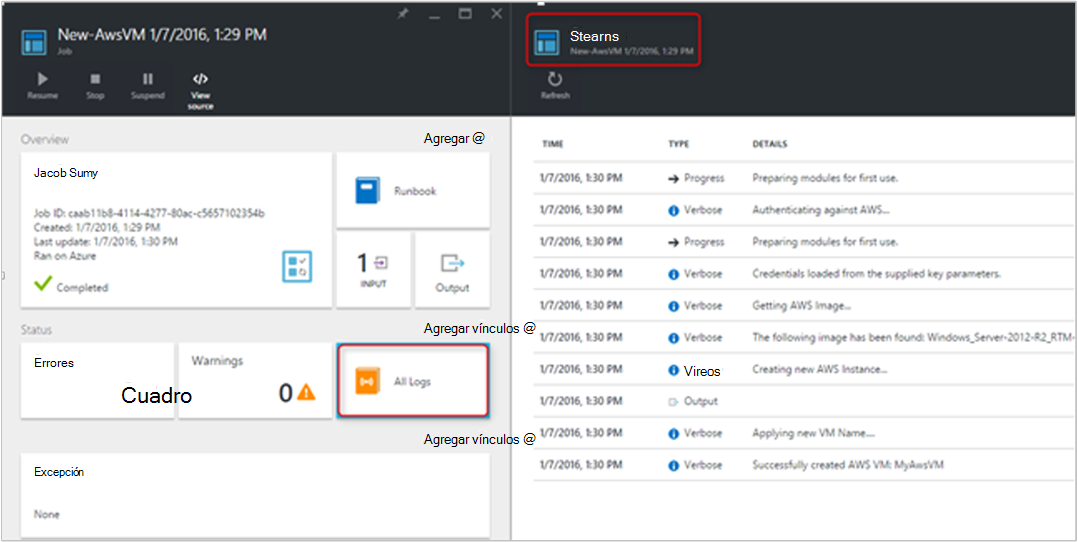 New-AwsVM 1/7/2016, 1:29 PM
Job
Resume
Stop
Suspend
View source
Overview
Agregar @
Jacob Sumy
Job ID: caab11b8-4114-4277-80ac-c5657102354b
Created: 1/7/2016, 1:29 PM
Last update: 1/7/2016, 1:30 PM
Ran on Azure
Completed
Runbook
1
INPUT
Output
Status
Agregar vínculos @
Errores
Cuadro
Warnings
0
All Logs
Agregar vínculos @
Excepción
None
Stearns
New-AwsVM 1/7/2016, 1:29 PM
Refresh
TIME TYPE DETAILS
1/7/2016, 1:30 PM Progress Preparing modules for first use.
1/7/2016, 1:30 PM Verbose Authenticating against AWS...
1/7/2016, 1:30 PM Progress Preparing modules for first use.
1/7/2016, 1:30 PM Verbose Credentials loaded from the supplied key parameters.
1/7/2016, 1:30 PM Verbose Getting AWS Image...
1/7/2016, 1:30 PM Verbose The following image has been found: Windows_Server-2012-R2_RTM-
1/7/2016, 1:30 PM Vireos Creating new AWS Instance...
1/7/2016, 1:30 PM Output
1/7/2016, 1:30 PM Verbose Applying new VM Name....
1/7/2016, 1:30 PM Verbose Successfully created AWS VM: MyAwsVM